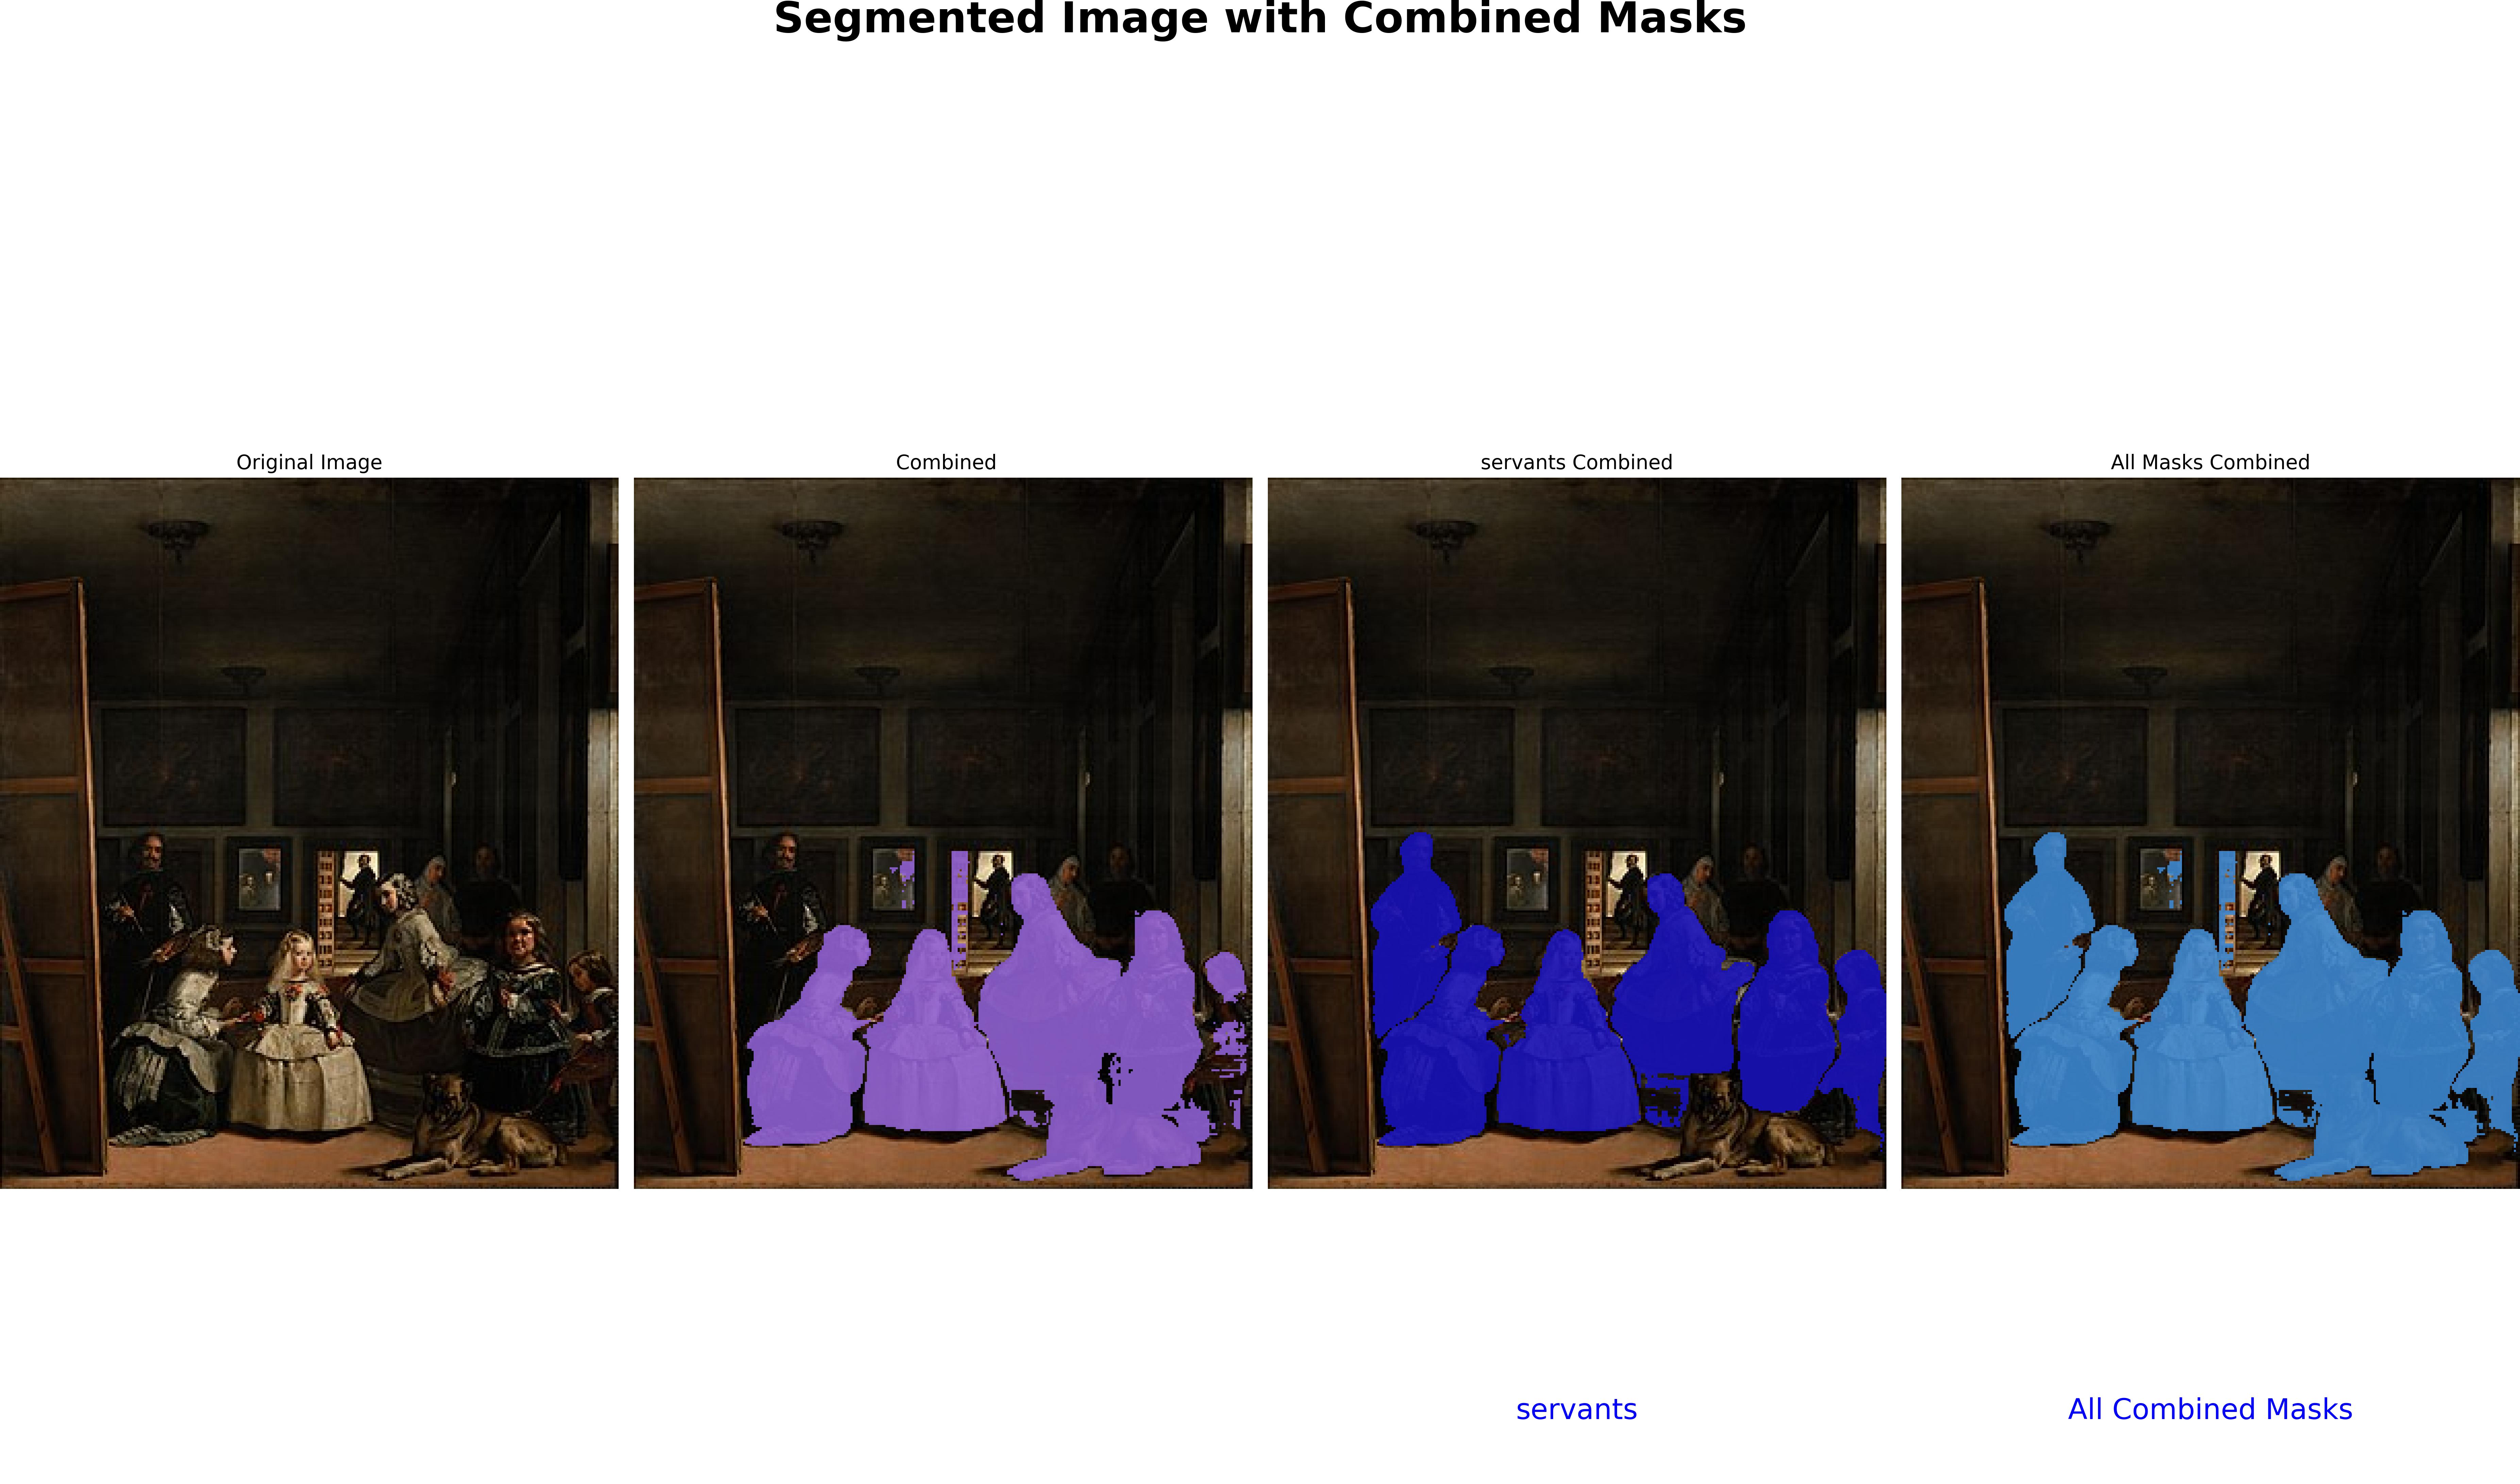 Segmented Image with Combined Masks
Original Image
Combined
servants Combined
All Masks Combined
servants
All Combined Masks